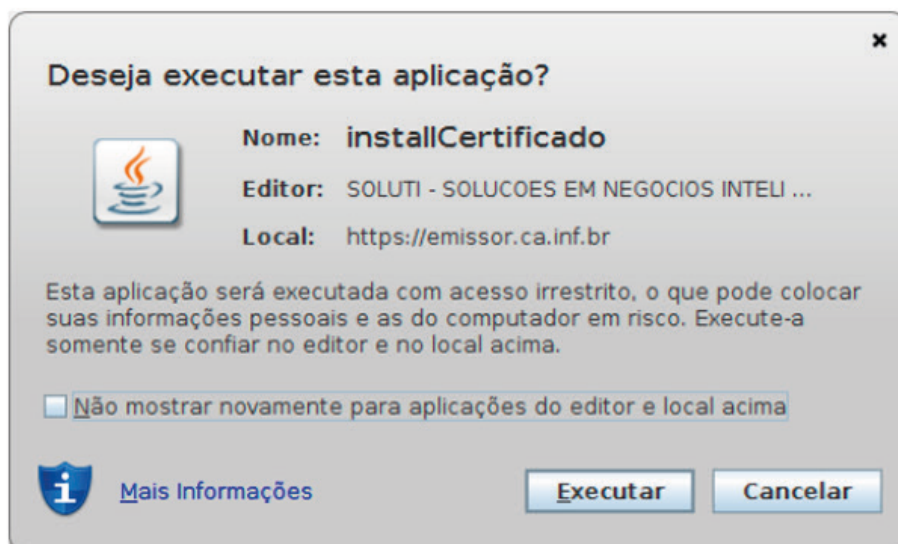 Deseja executar esta aplicação?
Nome: installCertificado
Editor: SOLUTI - SOLUCOES EM NEGOCIOS INTELI ...
Local: https://emissor.ca.inf.br
Esta aplicação será executada com acesso irrestrito, o que pode colocar
suas informações pessoais e as do computador em risco. Execute-a
somente se confiar no editor e no local acima.
Não mostrar novamente para aplicações do editor e local acima
Mais Informações
Executar
Cancelar